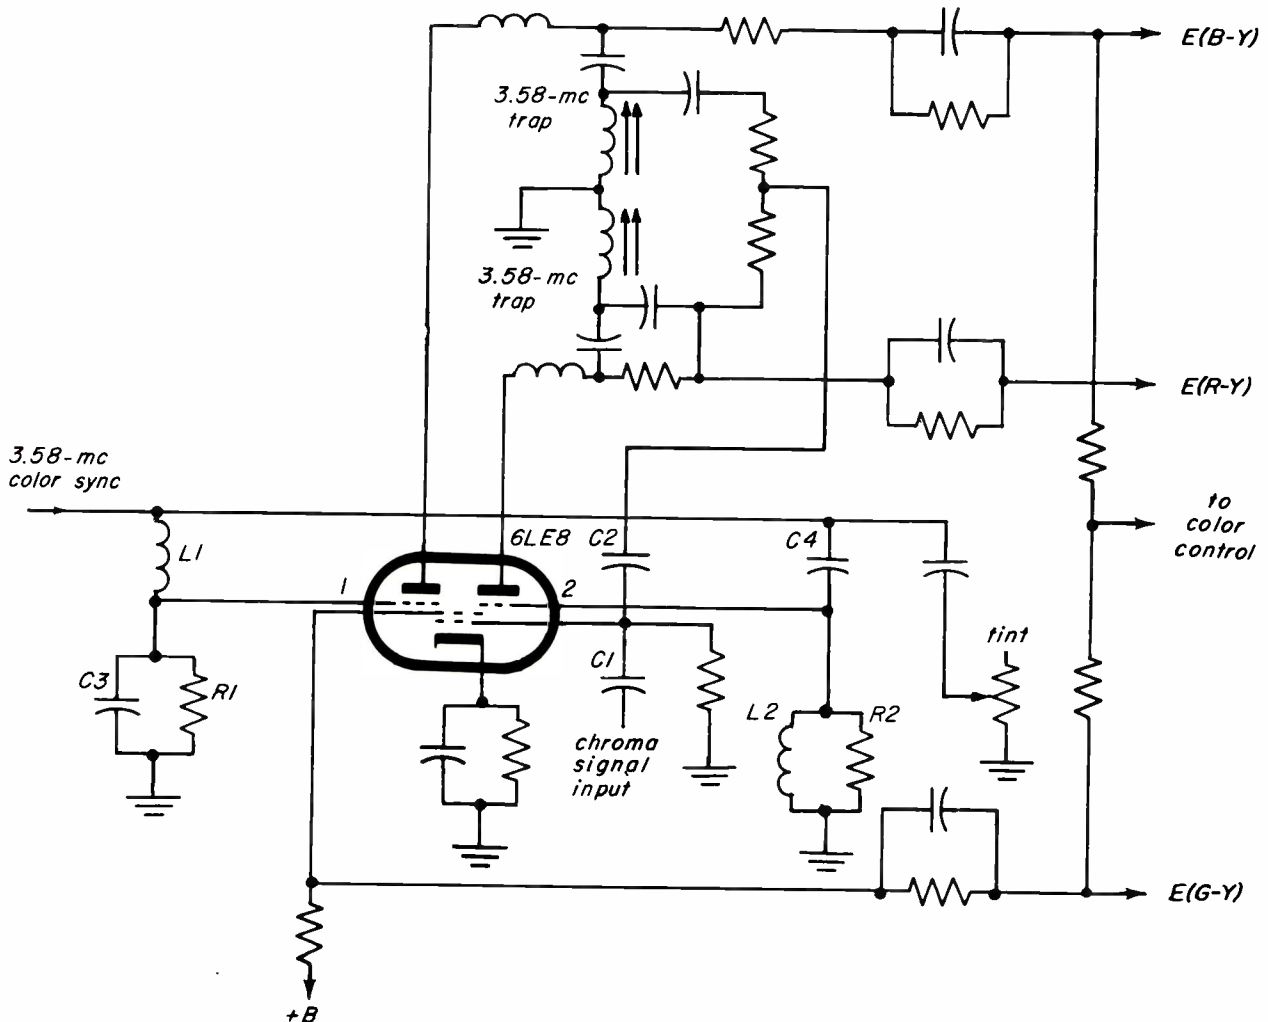 E(B-Y)
3.58-mc
trap
3.58-mc
trap
E(R-Y)
3.58-mc
color sync
to
color
control
L1
6LE8
C2
C4
1
2
tint
C3
R1
C1
L2
R2
chroma
signal
input
E(G-Y)
+B